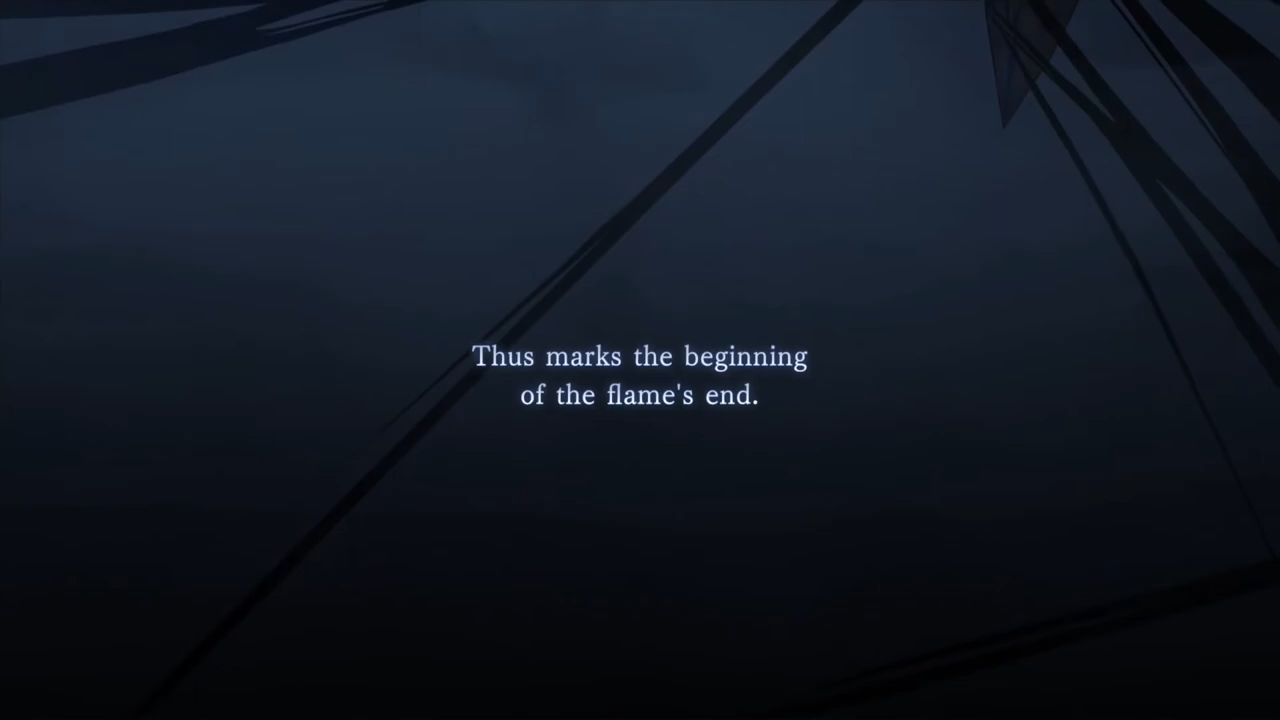 Thus marks the beginning
of the flame's end.